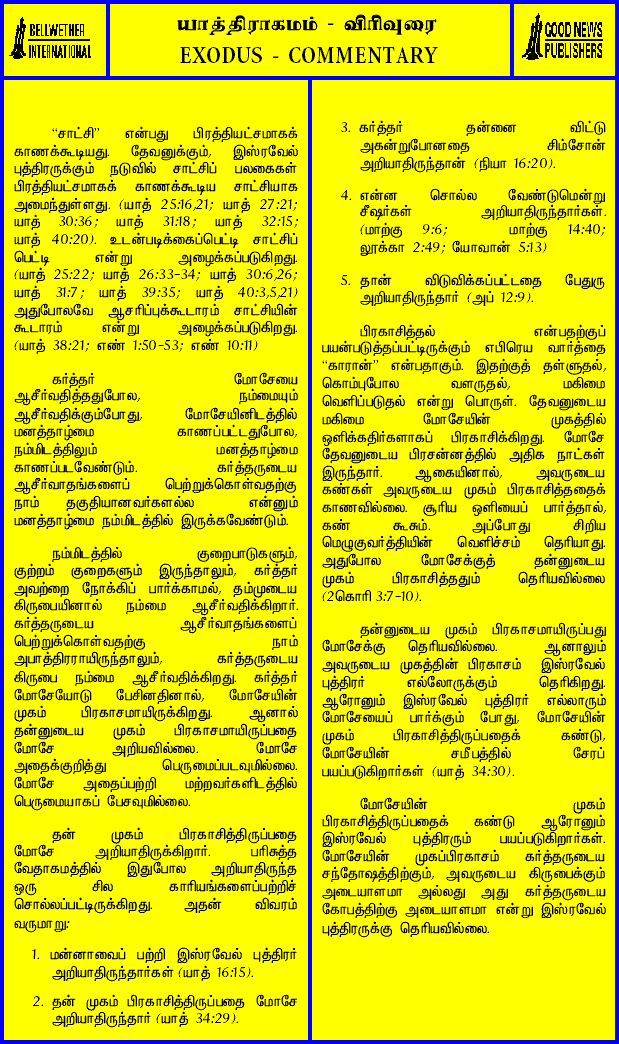 BELLWETHER
INTERNATIONAL
யாத்திராகமம் - விரிவுரை
EXODUS - COMMENTARY
GOOD NEWS
PUBLISHERS
“சாட்சி” என்பது பிரத்தியட்சமாகக்
காணக்கூடியது. தேவனுக்கும், இஸ்ரவேல்
புத்திரருக்கும் நடுவில் சாட்சிப் பலகைகள்
பிரத்தியட்சமாகக் காணக்கூடிய சாட்சியாக
அமைந்துள்ளது. (யாத் 25:16,21; யாத் 27:21;
யாத் 30:36; யாத் 31:18; யாத் 32:15;
யாத் 40:20). உடன்படிக்கைப்பெட்டி சாட்சிப்
பெட்டி என்று அழைக்கப்படுகிறது.
(யாத் 25:22; யாத் 26:33-34; யாத் 30:6,26;
யாத் 31:7; யாத் 39:35; யாத் 40:3,5,21)
அதுபோலவே ஆசரிப்புக்கூடாரம் சாட்சியின்
கூடாரம் என்று அழைக்கப்படுகிறது.
(யாத் 38:21; எண் 1:50-53; எண் 10:11)
கர்த்தர் மோசேயை
ஆசீர்வதித்ததுபோல, நம்மையும்
ஆசீர்வதிக்கும்போது, மோசேயினிடத்தில்
மனத்தாழ்மை காணப்பட்டதுபோல,
நம்மிடத்திலும் மனத்தாழ்மை
காணப்படவேண்டும். கர்த்தருடைய
ஆசீர்வாதங்களைப் பெற்றுக்கொள்வதற்கு
நாம் தகுதியானவர்களல்ல என்னும்
மனத்தாழ்மை நம்மிடத்தில் இருக்கவேண்டும்.
நம்மிடத்தில் குறைபாடுகளும்,
குற்றம் குறைகளும் இருந்தாலும், கர்த்தர்
அவற்றை நோக்கிப் பார்க்காமல், தம்முடைய
கிருபையினால் நம்மை ஆசீர்வதிக்கிறார்.
கர்த்தருடைய ஆசீர்வாதங்களைப்
பெற்றுக்கொள்வதற்கு நாம்
அபாத்திரராயிருந்தாலும், கர்த்தருடைய
கிருபை நம்மை ஆசீர்வதிக்கிறது. கர்த்தர்
மோசேயோடு பேசினதினால், மோசேயின்
முகம் பிரகாசமாயிருக்கிறது. ஆனால்
தன்னுடைய முகம் பிரகாசமாயிருப்பதை
மோசே அறியவில்லை. மோசே
அதைக்குறித்து பெருமைப்படவுமில்லை.
மோசே அதைப்பற்றி மற்றவர்களிடத்தில்
பெருமையாகப் பேசவுமில்லை.
தன் முகம் பிரகாசித்திருப்பதை
மோசே அறியாதிருக்கிறார். பரிசுத்த
வேதாகமத்தில் இதுபோல அறியாதிருந்த
ஒரு சில காரியங்களைப்பற்றிச்
சொல்லப்பட்டிருக்கிறது. அதன் விவரம்
வருமாறு:
1. மன்னாவைப் பற்றி இஸ்ரவேல் புத்திரர்
அறியாதிருந்தார்கள் (யாத் 16:15).
2. தன் முகம் பிரகாசித்திருப்பதை மோசே
அறியாதிருந்தார் (யாத் 34:29).
3. கர்த்தர் தன்னை விட்டு
அகன்றுபோனதை சிம்சோன்
அறியாதிருந்தான் (நியா 16:20).
4. என்ன சொல்ல வேண்டுமென்று
சீஷர்கள் அறியாதிருந்தார்கள்.
(மாற்கு 9:6; மாற்கு 14:40;
லூக்கா 2:49; யோவான் 5:13)
5. தான் விடுவிக்கப்பட்டதை பேதுரு
அறியாதிருந்தார் (அப் 12:9).
பிரகாசித்தல் என்பதற்குப்
பயன்படுத்தப்பட்டிருக்கும் எபிரெய வார்த்தை
“காரான்” என்பதாகும். இதற்குத் தள்ளுதல்,
கொம்புபோல வளருதல், மகிமை
வெளிப்படுதல் என்று பொருள். தேவனுடைய
மகிமை மோசேயின் முகத்தில்
ஒளிக்கதிர்களாகப் பிரகாசிக்கிறது. மோசே
தேவனுடைய பிரசன்னத்தில் அதிக நாட்கள்
இருந்தார். ஆகையினால், அவருடைய
கண்கள் அவருடைய முகம் பிரகாசித்ததைக்
காணவில்லை. சூரிய ஒளியைப் பார்த்தால்,
கண் கூசும். அப்போது சிறிய
மெழுகுவர்த்தியின் வெளிச்சம் தெரியாது.
அதுபோல மோசேக்குத் தன்னுடைய
முகம் பிரகாசித்ததும் தெரியவில்லை
(2கொரி 3:7-10).
தன்னுடைய முகம் பிரகாசமாயிருப்பது
மோசேக்கு தெரியவில்லை. ஆனாலும்
அவருடைய முகத்தின் பிரகாசம் இஸ்ரவேல்
புத்திரர் எல்லோருக்கும் தெரிகிறது.
ஆரோனும் இஸ்ரவேல் புத்திரர் எல்லாரும்
மோசேயைப் பார்க்கும் போது, மோசேயின்
முகம் பிரகாசித்திருப்பதைக் கண்டு,
மோசேயின் சமீபத்தில் சேரப்
பயப்படுகிறார்கள் (யாத் 34:30).
மோசேயின் முகம்
பிரகாசித்திருப்பதைக் கண்டு ஆரோனும்
இஸ்ரவேல் புத்திரரும் பயப்படுகிறார்கள்.
மோசேயின் முகப்பிரகாசம் கர்த்தருடைய
சந்தோஷத்திற்கும், அவருடைய கிருபைக்கும்
அடையாளமா அல்லது அது கர்த்தருடைய
கோபத்திற்கு அடையாளமா என்று இஸ்ரவேல்
புத்திரருக்கு தெரியவில்லை.